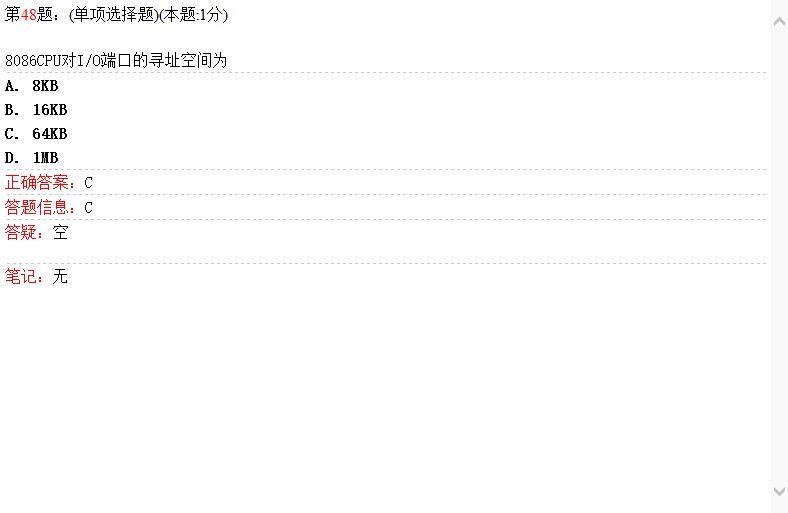 第48题：(单项选择题)(本题:1分)
8086CPU对I/O端口的寻址空间为
A. 8KB
B. 16KB
C. 64KB
D. 1MB
正确答案：C
答题信息：C
答疑：空
笔记：无